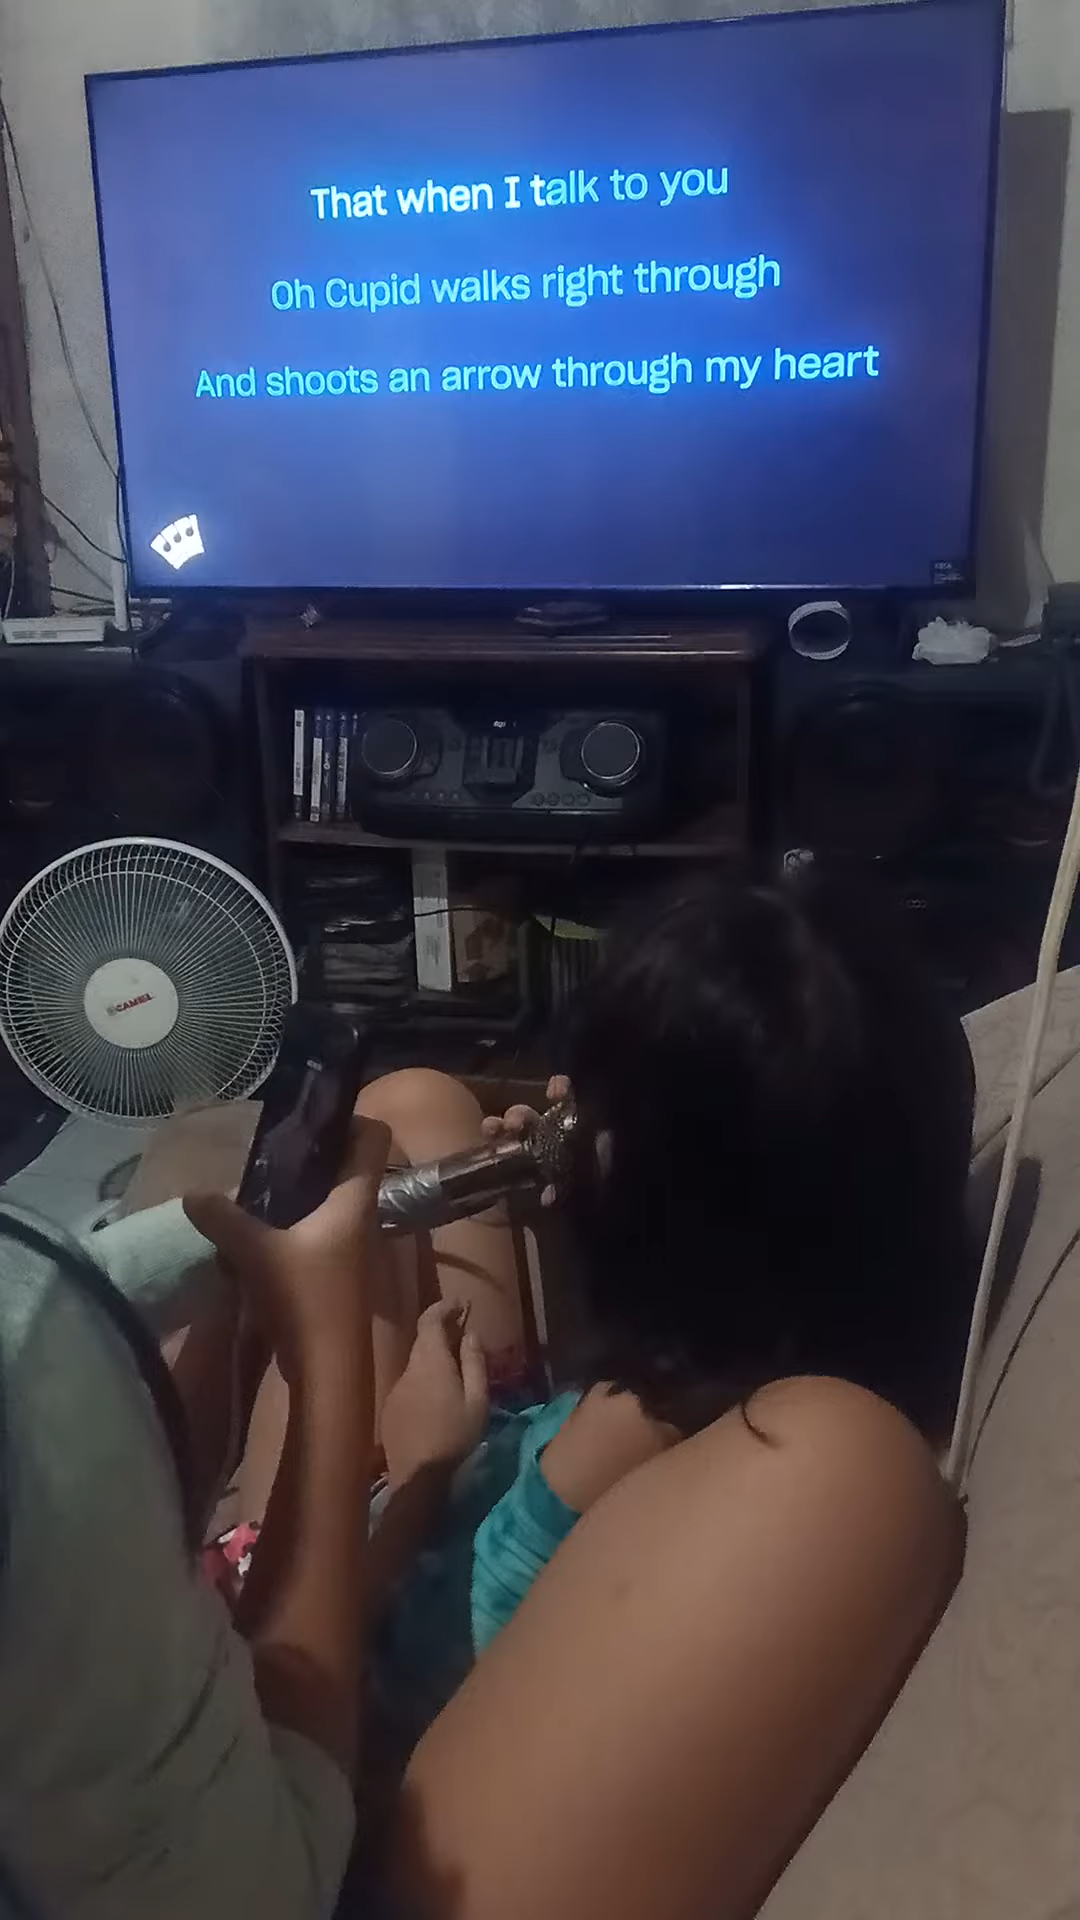 That when I talk to you
Oh Cupid walks right through
And shoots an arrow through my heart
CAMEL